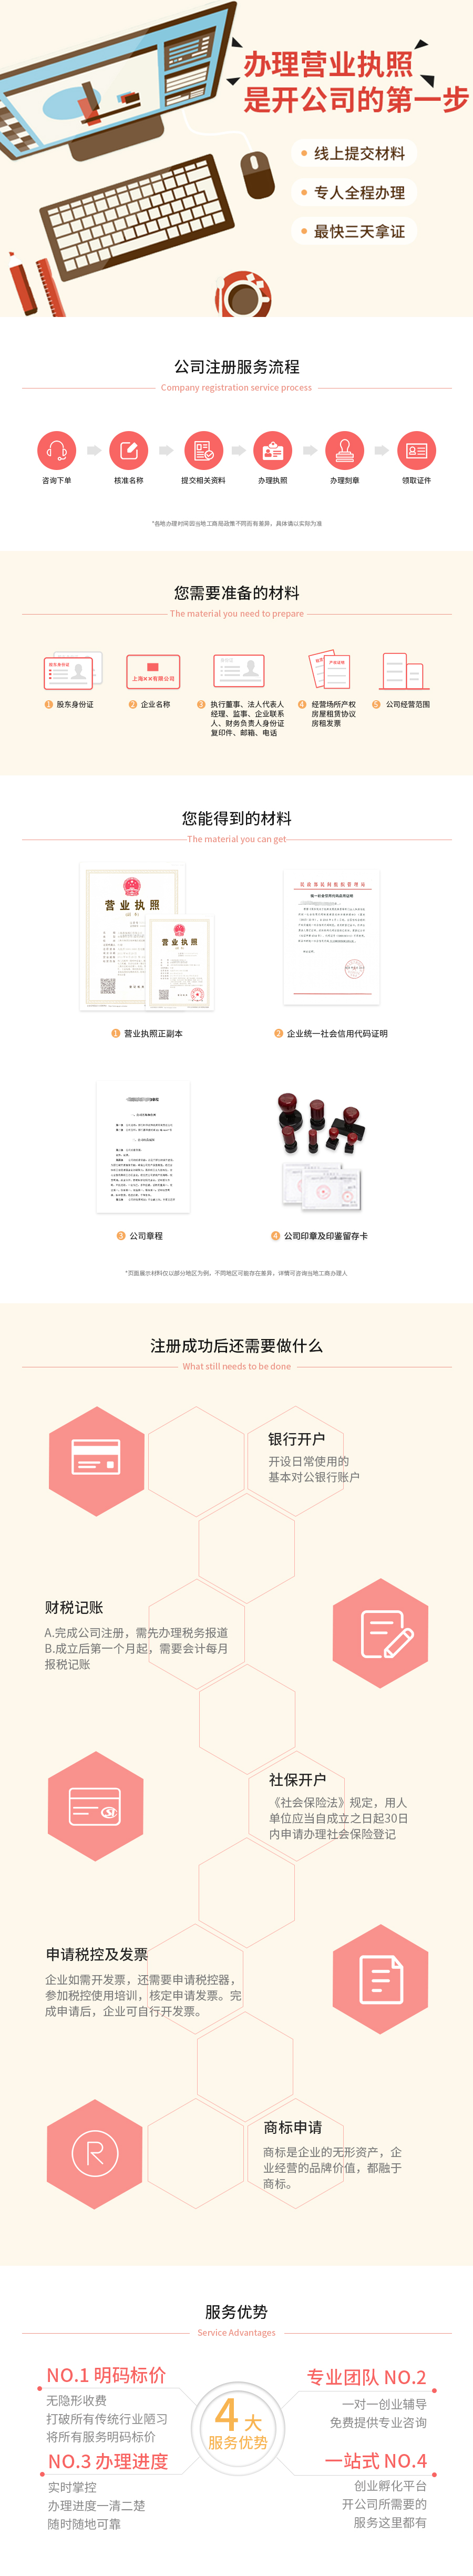 办理营业执照
是开公司的第一步
线上提交材料
专人全程办理
最快三天拿证
公司注册服务流程
Company registration service process
咨询下单
核准名称
提交相关资料
办理执照
办理刻章
领取证件
*各地办理时间因当地工商局政策不同而有差异，具体请以实际为准
您需要准备的材料
The material you need to prepare
股东身份证
上海××有限公司
产权证明
1 股东身份证
2 企业名称
3 执行董事、法人代表人
经理、监事、企业联系
人、财务负责人身份证
复印件、邮箱、电话
4 经营场所产权
房屋租赁协议
房租发票
5 公司经营范围
您能得到的材料
The material you can get
营业执照
营业执照
1 营业执照正副本
2 企业统一社会信用代码证明
3 公司章程
4 公司印章及印鉴留存卡
*页面展示材料仅以部分地区为例，不同地区可能存在差异，详情可咨询当地工商办理人
注册成功后还需要做什么
What still needs to be done
银行开户
开设日常使用的
基本对公银行账户
财税记账
A.完成公司注册，需先办理税务报道
B.成立后第一个月起，需要会计每月
报税记账
社保开户
《社会保险法》规定，用人
单位应当自成立之日起30日
内申请办理社会保险登记
申请税控及发票
企业如需开发票，还需要申请税控器，
参加税控使用培训，核定申请发票。完
成申请后，企业可自行开发票。
R
商标申请
商标是企业的无形资产，企
业经营的品牌价值，都融于
商标。
服务优势
Service Advantages
NO.1 明码标价
无隐形收费
打破所有传统行业陋习
将所有服务明码标价
专业团队 NO.2
一对一创业辅导
免费提供专业咨询
4大
服务优势
NO.3 办理进度
实时掌控
办理进度一清二楚
随时随地可靠
一站式 NO.4
创业孵化平台
开公司所需要的
服务这里都有